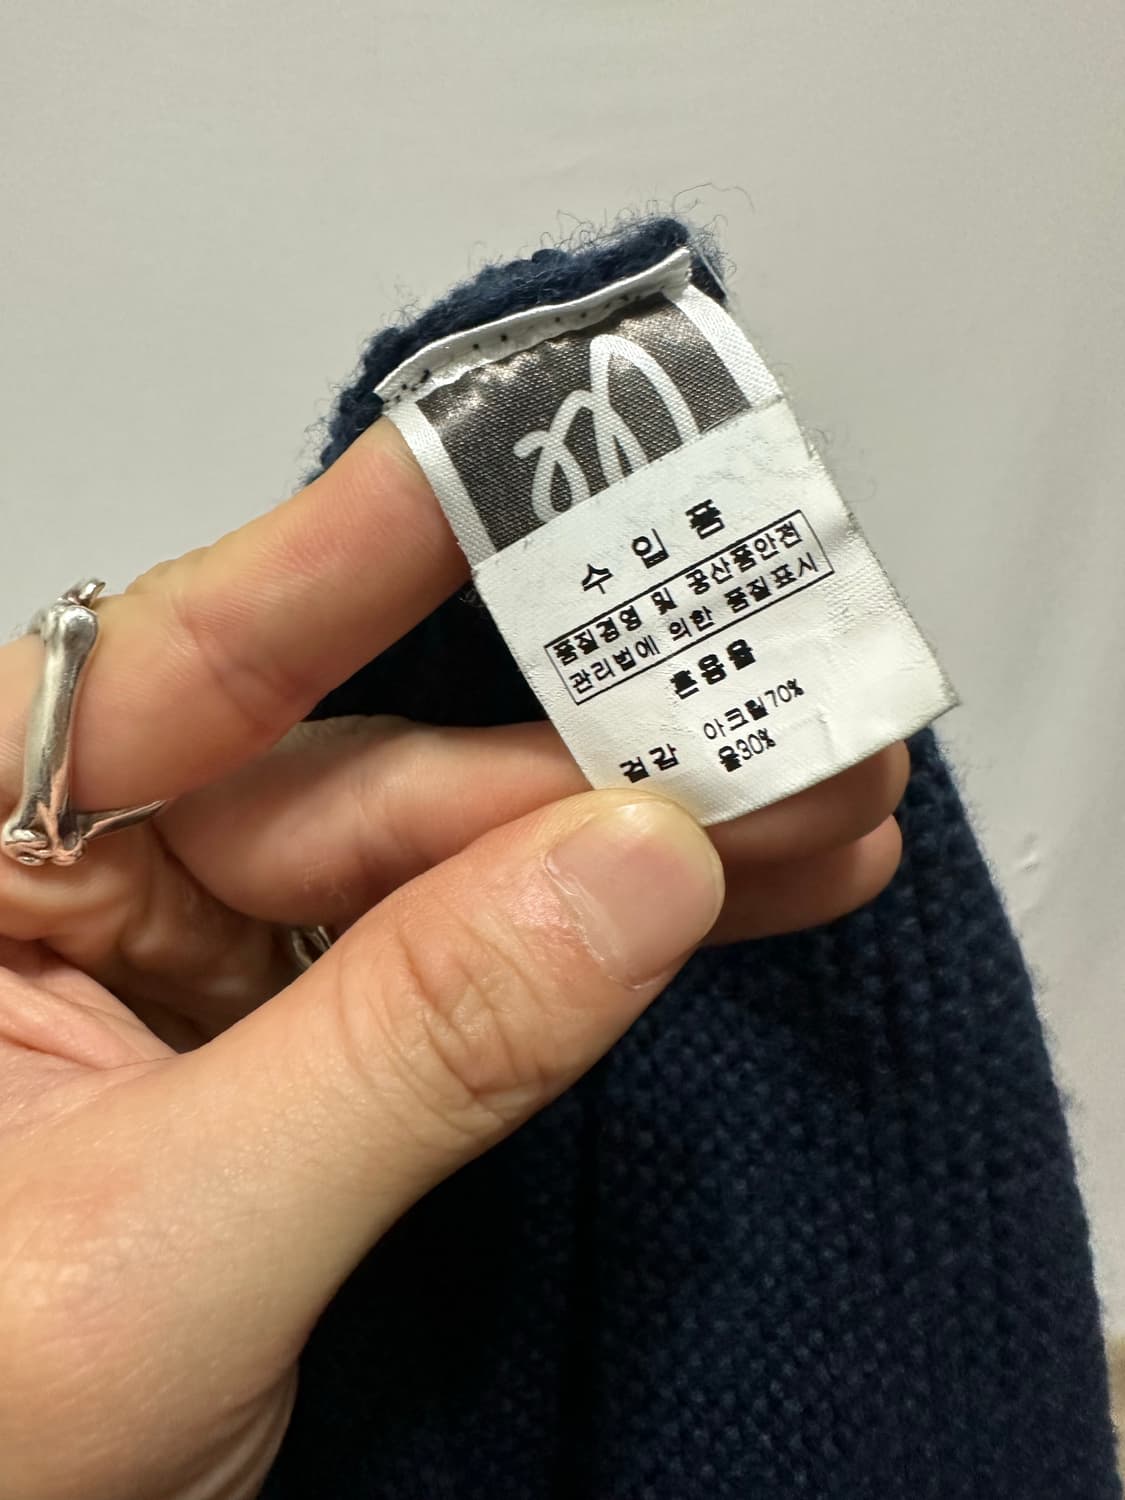 수입품
품질경영 및 공산품안전
관리법에 의한 품질표시
혼용율
아크릴70%
겉감 울30%